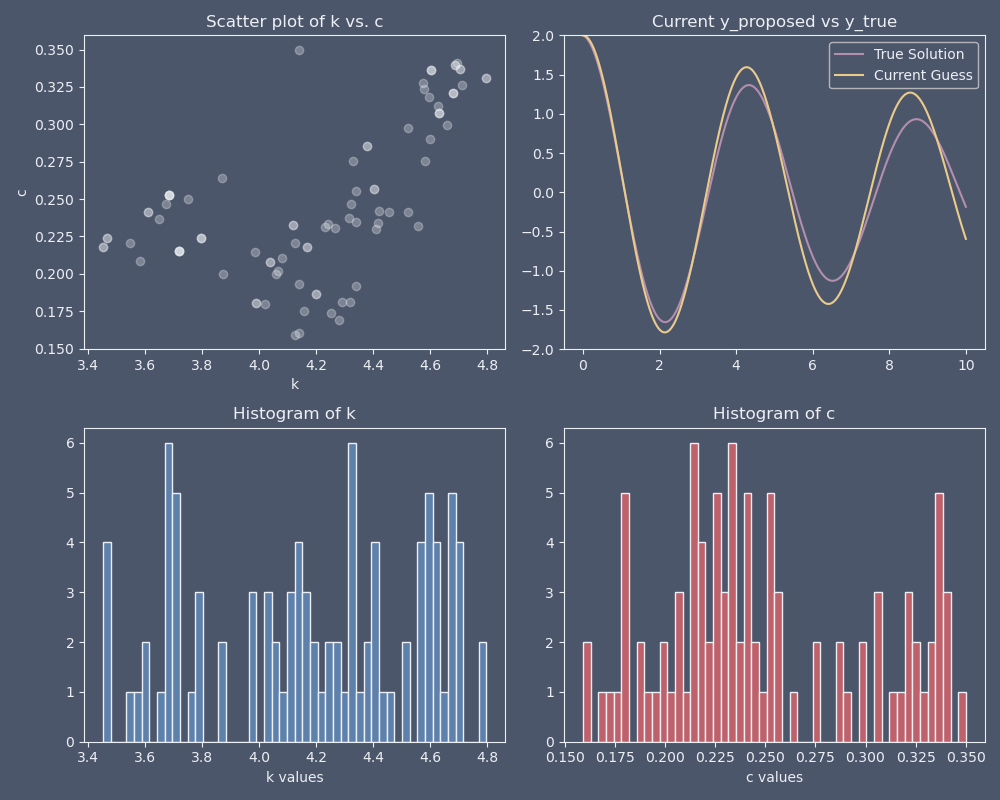 Scatter plot of k vs. c
0.350
0.325
0.300
0.275
0.250
0.225
0.200
0.175
0.150
c
3.4 3.6 3.8 4.0 4.2 4.4 4.6 4.8
k
Current y_proposed vs y_true
2.0
1.5
1.0
0.5
0.0
−0.5
−1.0
−1.5
−2.0
True Solution
Current Guess
0 2 4 6 8 10
Histogram of k
6
5
4
3
2
1
0
3.4 3.6 3.8 4.0 4.2 4.4 4.6 4.8
k values
Histogram of c
6
5
4
3
2
1
0
0.150 0.175 0.200 0.225 0.250 0.275 0.300 0.325 0.350
c values